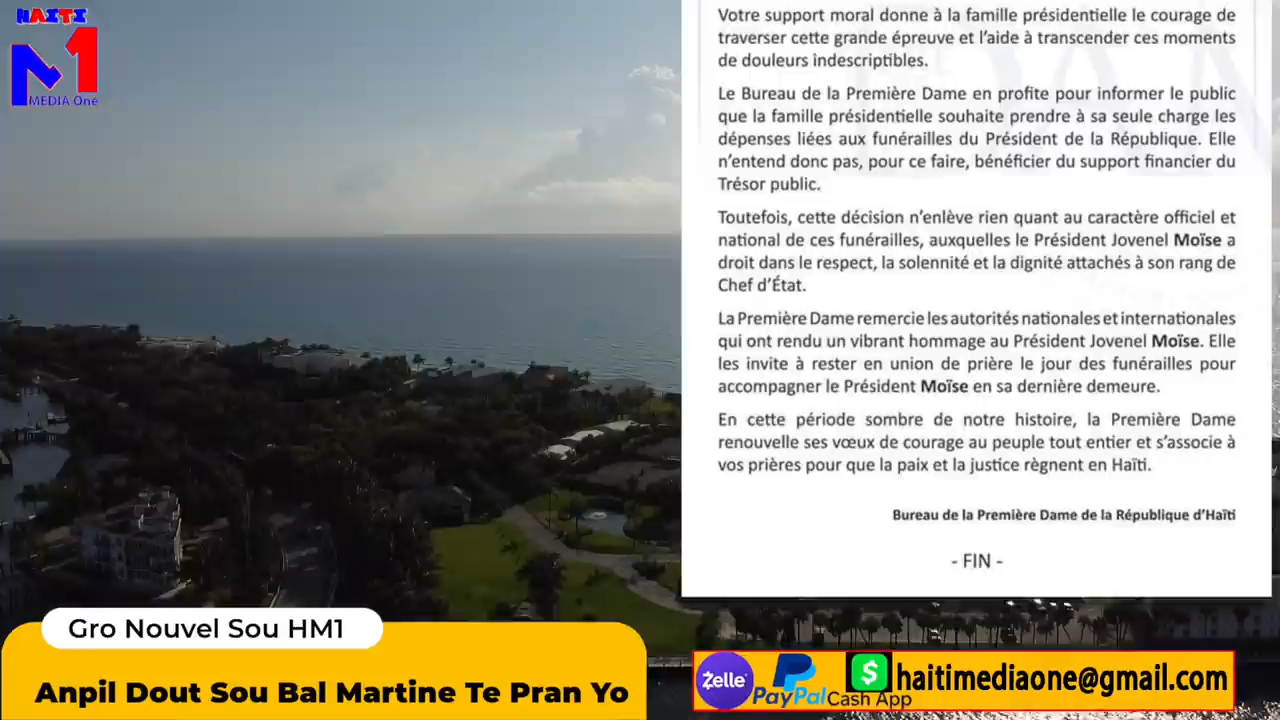 HAITI
M1
MEDIA One
Votre support moral donne à la famille présidentielle le courage de
traverser cette grande épreuve et l'aide à transcender ces moments
de douleurs indescriptibles.
Le Bureau de la Première Dame en profite pour informer le public
que la famille présidentielle souhaite prendre à sa seule charge les
dépenses liées aux funérailles du Président de la République. Elle
n'entend donc pas, pour ce faire, bénéficier du support financier du
Trésor public.
Toutefois, cette décision n'enlève rien quant au caractère officiel et
national de ces funérailles, auxquelles le Président Jovenel Moïse a
droit dans le respect, la solennité et la dignité attachés à son rang de
Chef d'État.
La Première Dame remercie les autorités nationales et internationales
qui ont rendu un vibrant hommage au Président Jovenel Moïse. Elle
les invite à rester en union de prière le jour des funérailles pour
accompagner le Président Moïse en sa dernière demeure.
En cette période sombre de notre histoire, la Première Dame
renouvelle ses vœux de courage au peuple tout entier et s'associe à
vos prières pour que la paix et la justice règnent en Haïti.
Bureau de la Première Dame de la République d'Haïti
- FIN -
Gro Nouvel Sou HM1
Anpil Dout Sou Bal Martine Te Pran Yo
Zelle PayPal $ Cash App haitimediaone@gmail.com